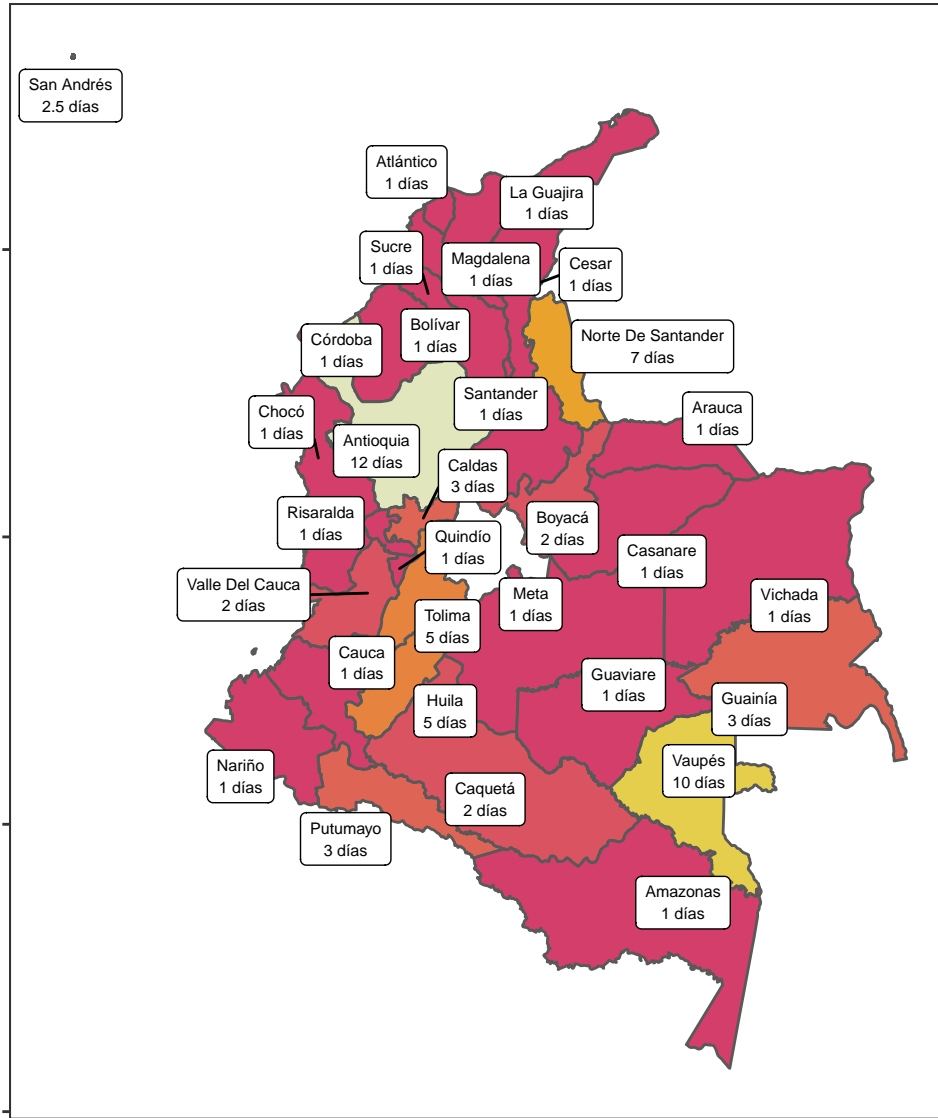 San Andrés
2.5 días
Atlántico
1 días
La Guajira
1 días
Sucre
1 días
Magdalena
1 días
Cesar
1 días
Córdoba
1 días
Bolívar
1 días
Norte De Santander
7 días
Santander
1 días
Chocó
1 días
Antioquia
12 días
Arauca
1 días
Caldas
3 días
Risaralda
1 días
Quindío
1 días
Boyacá
2 días
Casanare
1 días
Valle Del Cauca
2 días
Tolima
5 días
Meta
1 días
Vichada
1 días
Cauca
1 días
Huila
5 días
Guaviare
1 días
Guainía
3 días
Nariño
1 días
Caquetá
2 días
Vaupés
10 días
Putumayo
3 días
Amazonas
1 días